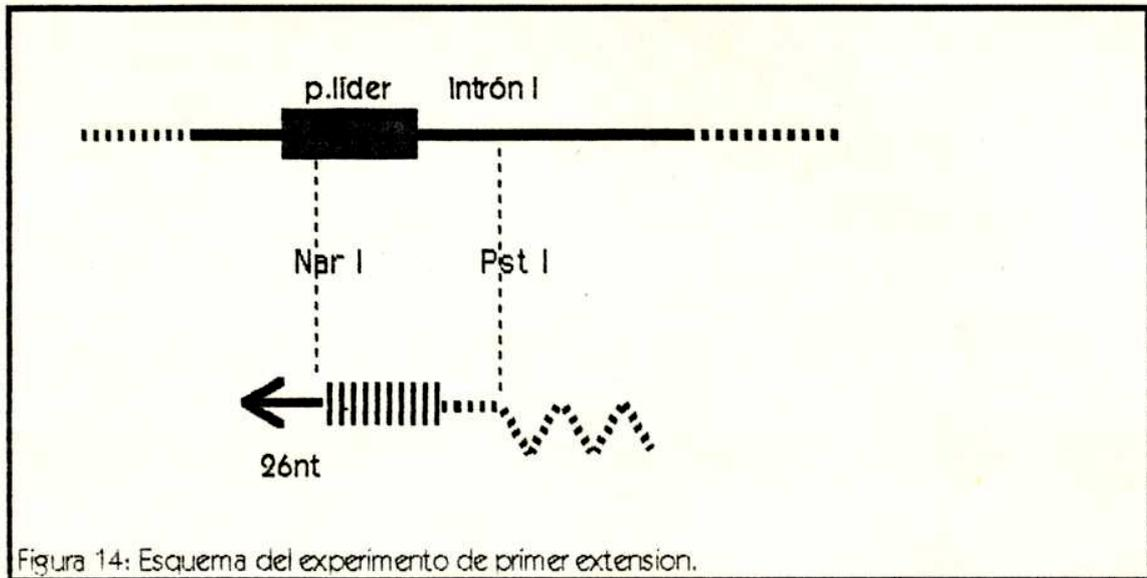 p.líder Intrón I
Nar I Pst I
26nt
Figura 14: Esquema del experimento de primer extension.